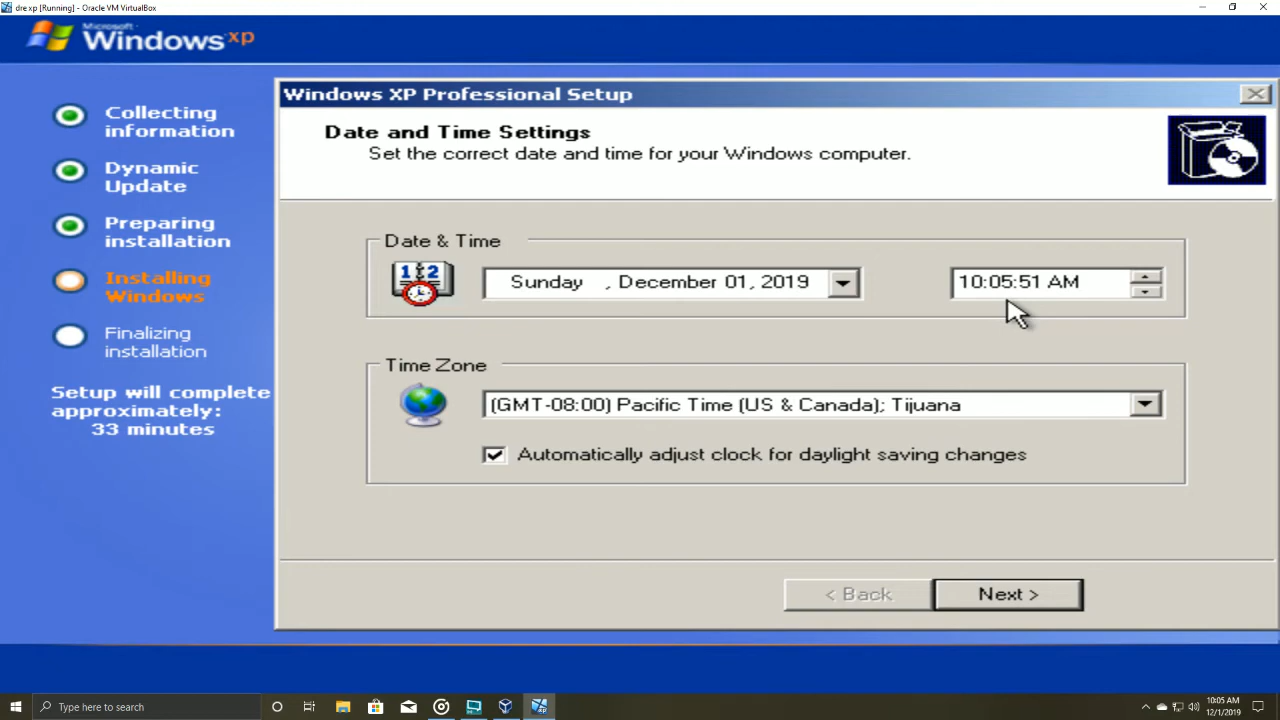 dre xp [Running] - Oracle VM VirtualBox
Microsoft
Windows xp
Collecting
information
Dynamic
Update
Preparing
installation
Installing
Windows
Finalizing
installation
Setup will complete
approximately:
33 minutes
Windows XP Professional Setup
Date and Time Settings
Set the correct date and time for your Windows computer.
Date & Time
12
Sunday , December 01, 2019
10:05:51 AM
Time Zone
(GMT-08:00) Pacific Time (US & Canada); Tijuana
Automatically adjust clock for daylight saving changes
< Back
Next >
Type here to search
10:05 AM
12/1/2019